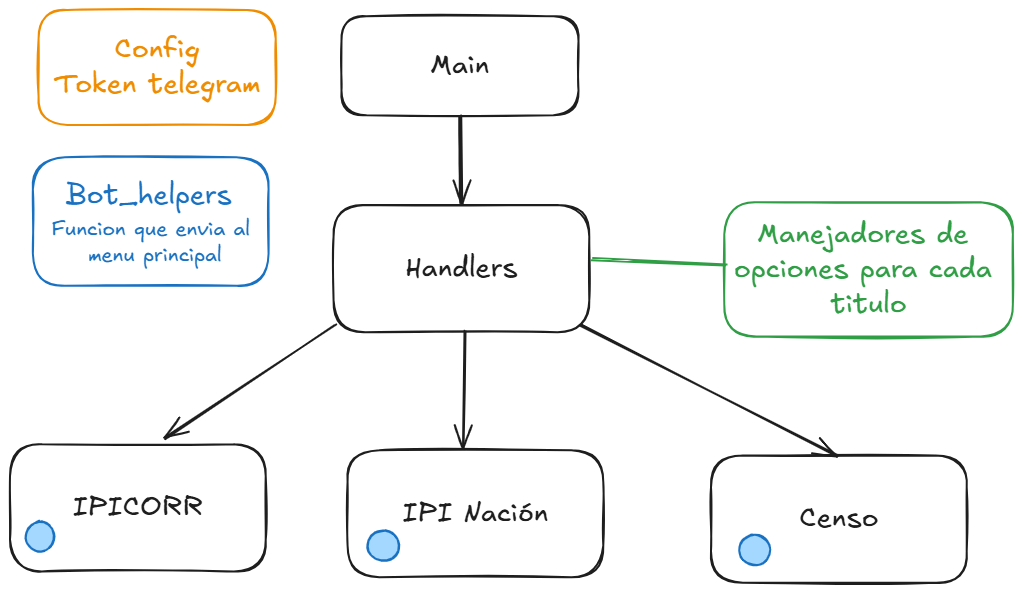 Config
Token telegram
Main
Bot_helpers
Funcion que envia al
menu principal
Handlers
Manejadores de
opciones para cada
titulo
IPICORR
IPI Nación
Censo